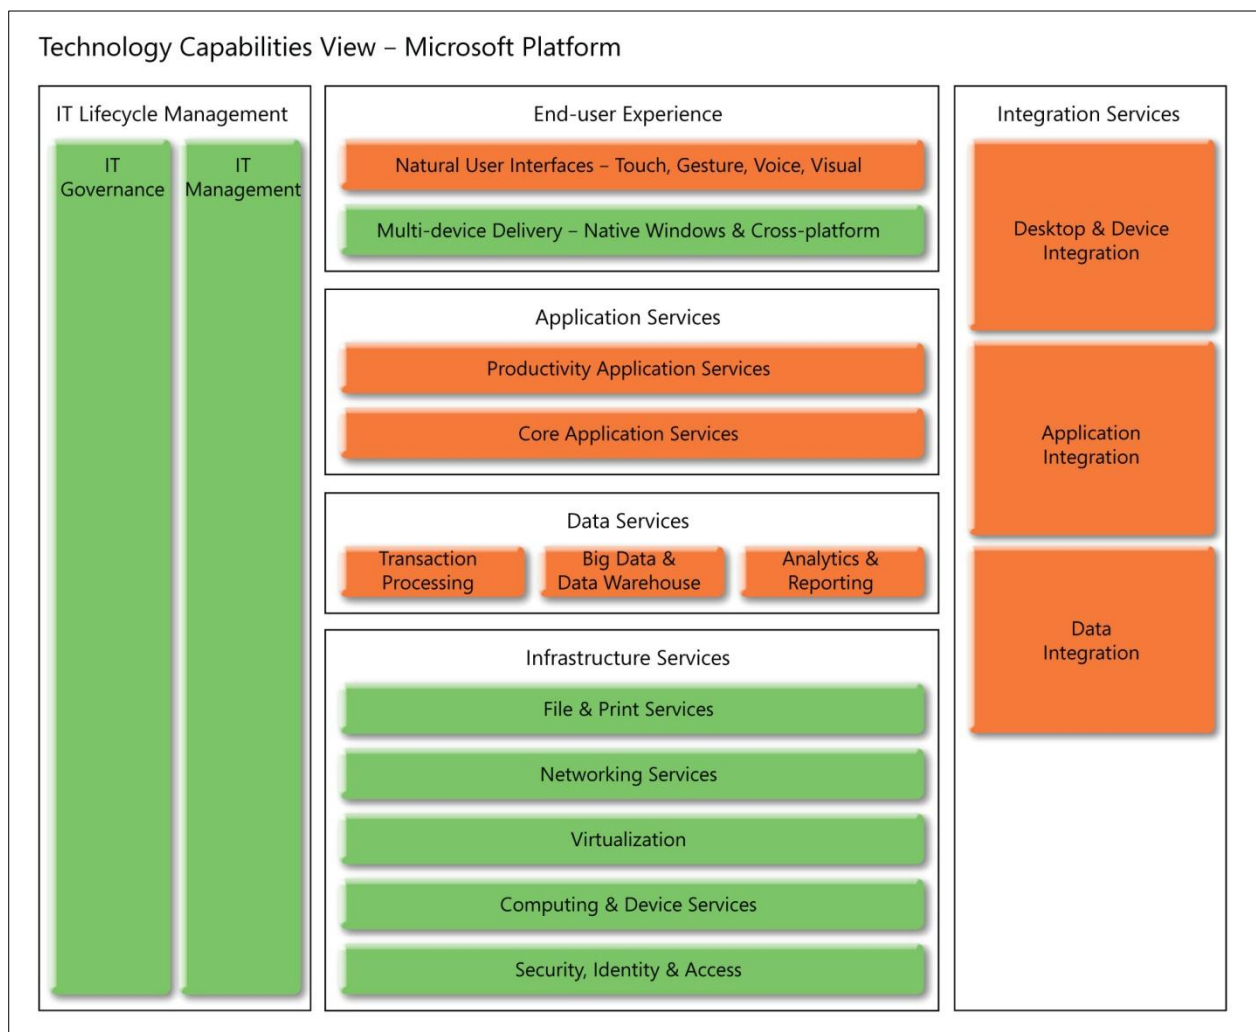 Technology Capabilities View – Microsoft Platform
IT Lifecycle Management
IT
Governance
IT
Management
End-user Experience
Natural User Interfaces – Touch, Gesture, Voice, Visual
Multi-device Delivery – Native Windows & Cross-platform
Application Services
Productivity Application Services
Core Application Services
Data Services
Transaction
Processing
Big Data &
Data Warehouse
Analytics &
Reporting
Infrastructure Services
File & Print Services
Networking Services
Virtualization
Computing & Device Services
Security, Identity & Access
Integration Services
Desktop & Device
Integration
Application
Integration
Data
Integration